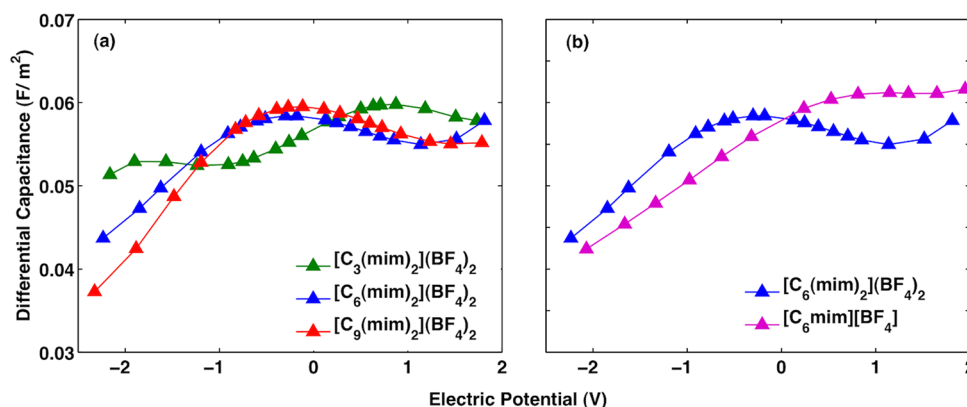 (a)
(b)
Differential Capacitance (F/m²)
0.07
0.06
0.05
0.04
0.03
[C₃(mim)₂](BF₄)₂
[C₆(mim)₂](BF₄)₂
[C₉(mim)₂](BF₄)₂
[C₆(mim)₂](BF₄)₂
[C₆mim][BF₄]
−2 −1 0 1 2
−2 −1 0 1 2
Electric Potential (V)